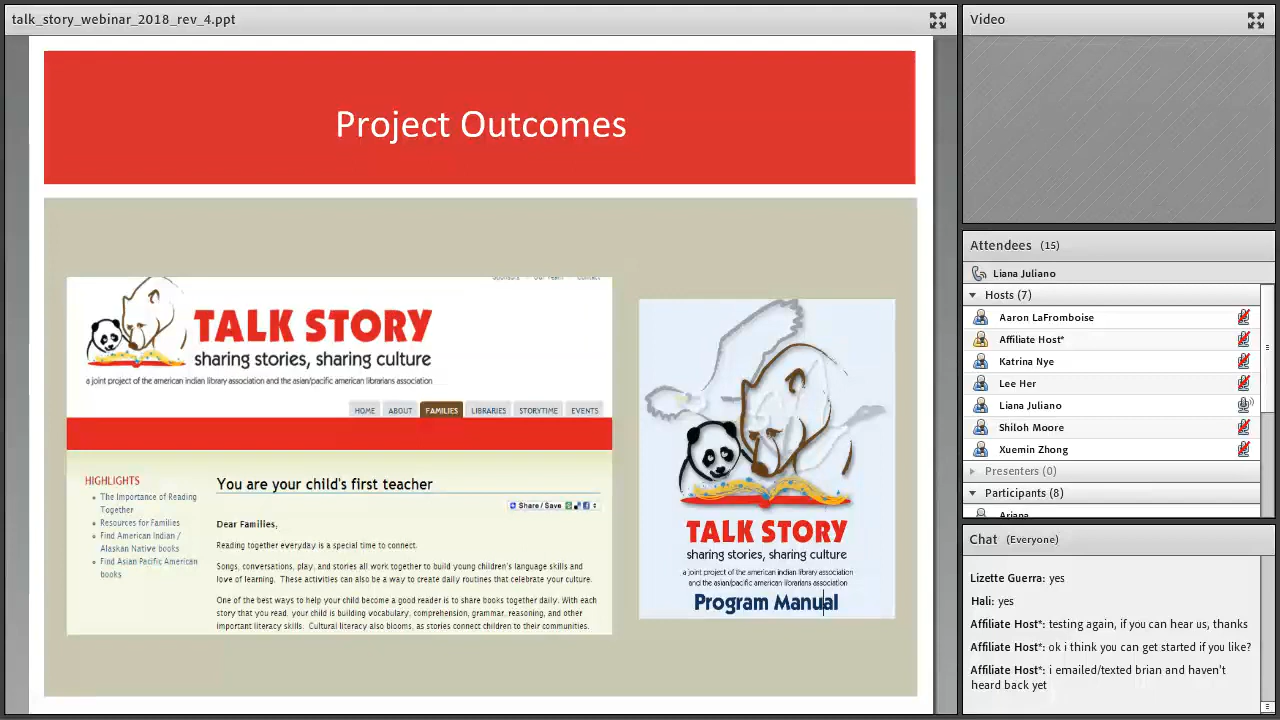 talk_story_webinar_2018_rev_4.ppt
Project Outcomes
Sponsors - Our Team - Contact
TALK STORY
sharing stories, sharing culture
a joint project of the american indian library association and the asian/pacific american librarians association
HOME ABOUT FAMILIES LIBRARIES STORYTIME EVENTS
HIGHLIGHTS
The Importance of Reading
Together
Resources for Families
Find American Indian /
Alaskan Native books
Find Asian Pacific American
books
You are your child's first teacher
Share / Save
Dear Families,
Reading together everyday is a special time to connect.
Songs, conversations, play, and stories all work together to build young children's language skills and
love of learning. These activities can also be a way to create daily routines that celebrate your culture.
One of the best ways to help your child become a good reader is to share books together daily. With each
story that you read, your child is building vocabulary, comprehension, grammar, reasoning, and other
important literacy skills. Cultural literacy also blooms, as stories connect children to their communities.
TALK STORY
sharing stories, sharing culture
a joint project of the american indian library association
and the asian/pacific american librarians association
Program Manual
Video
Attendees (15)
Liana Juliano
Hosts (7)
Aaron LaFromboise
Affiliate Host*
Katrina Nye
Lee Her
Liana Juliano
Shiloh Moore
Xuemin Zhong
Presenters (0)
Participants (8)
Ariana
Chat (Everyone)
Lizette Guerra: yes
Hali: yes
Affiliate Host*: testing again, if you can hear us, thanks
Affiliate Host*: ok i think you can get started if you like?
Affiliate Host*: i emailed/texted brian and haven't
heard back yet